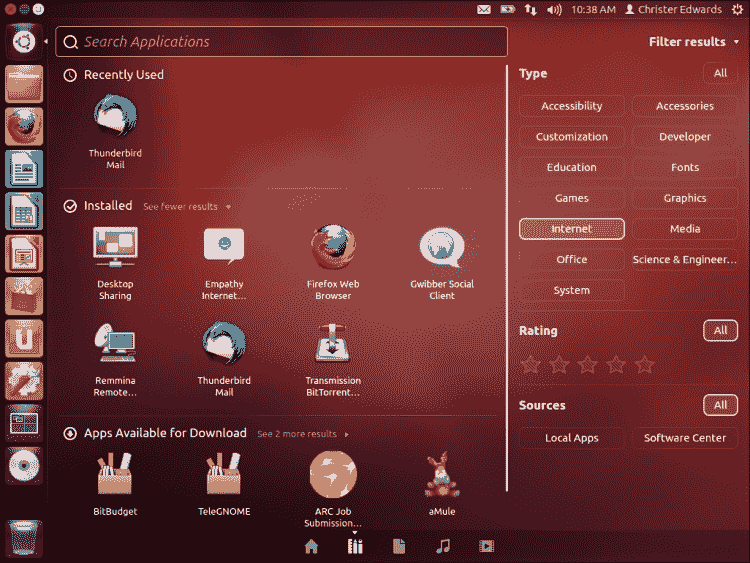 10:38 AM Christer Edwards
Search Applications
Filter results
Recently Used
Thunderbird
Mail
Installed See fewer results
Desktop
Sharing
Empathy
Internet...
Firefox Web
Browser
Gwibber Social
Client
Remmina
Remote...
Thunderbird
Mail
Transmission
BitTorrent...
Apps Available for Download See 2 more results
BitBudget
TeleGNOME
ARC Job
Submission...
aMule
Type All
Accessibility Accessories
Customization Developer
Education Fonts
Games Graphics
Internet Media
Office Science & Engineer...
System
Rating All
Sources All
Local Apps Software Center